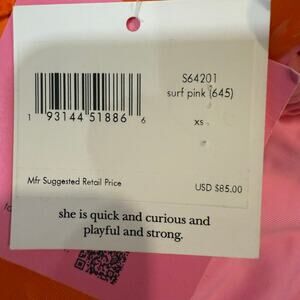 S64201
surf pink (645)
1 93144 51886 6
xs
Mfr Suggested Retail Price
USD $85.00
she is quick and curious and
playful and strong.